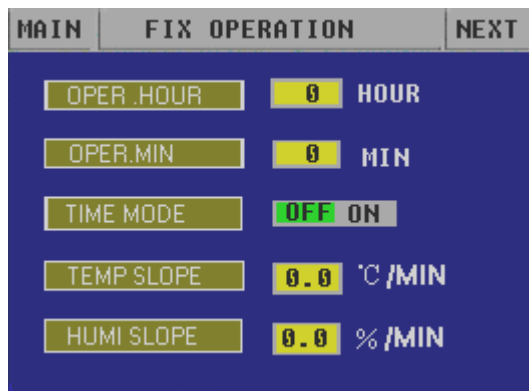 MAIN FIX OPERATION NEXT
OPER .HOUR 0 HOUR
OPER.MIN 0 MIN
TIME MODE OFF ON
TEMP SLOPE 0.0 ℃/MIN
HUMI SLOPE 0.0 %/MIN